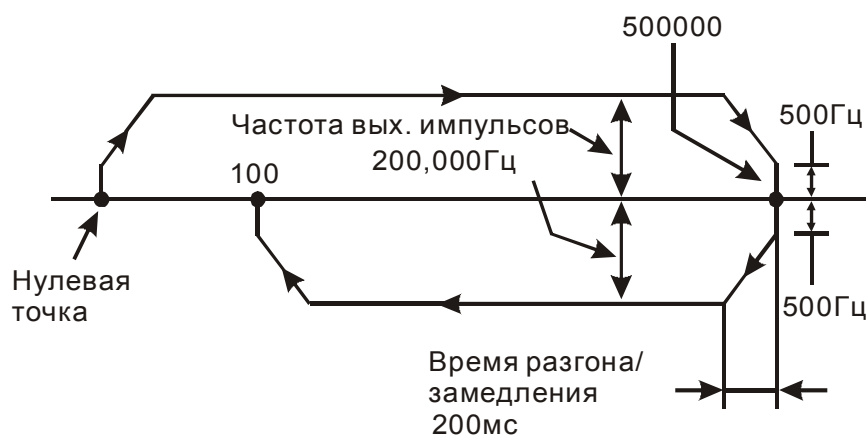 500000
500Гц
Частота вых. импульсов
200,000Гц
100
Нулевая
точка
500Гц
Время разгона/
замедления
200мс